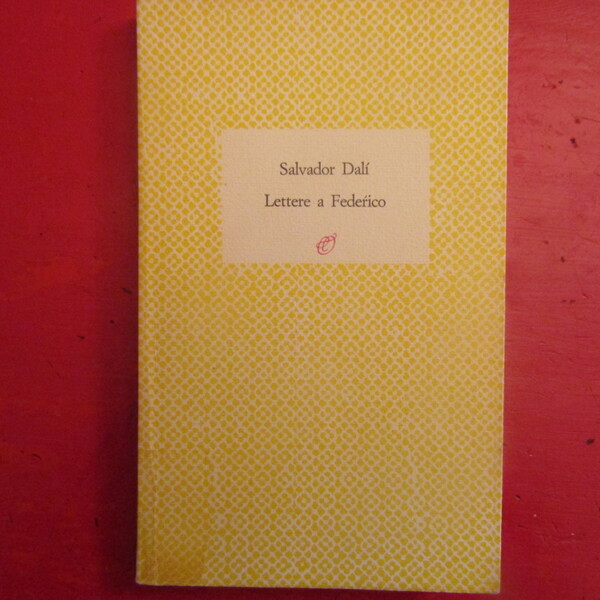 Salvador Dalí
Lettere a Federico